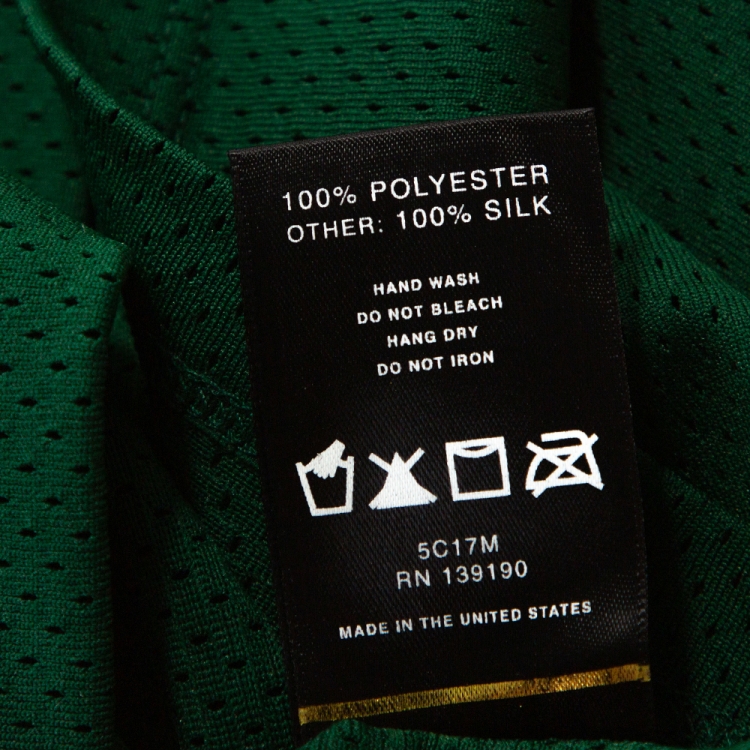 100% POLYESTER
OTHER: 100% SILK
HAND WASH
DO NOT BLEACH
HANG DRY
DO NOT IRON
5C17M
RN 139190
MADE IN THE UNITED STATES